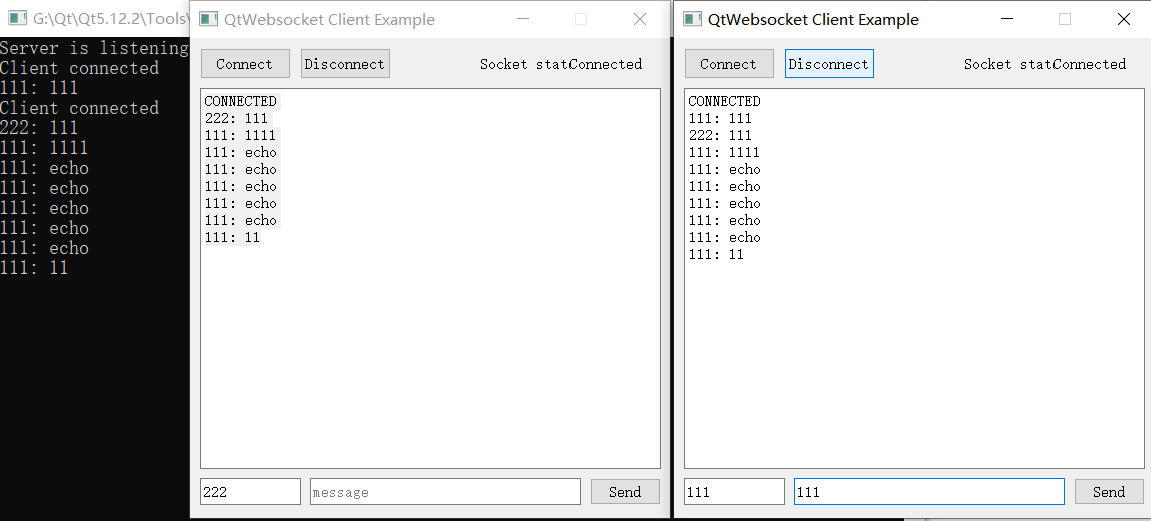 G:\Qt\Qt5.12.2\Tools\
Server is listening
Client connected
111: 111
Client connected
222: 111
111: 1111
111: echo
111: echo
111: echo
111: echo
111: echo
111: 11
QtWebsocket Client Example
Connect Disconnect Socket stat Connected
CONNECTED
222: 111
111: 1111
111: echo
111: echo
111: echo
111: echo
111: echo
111: 11
222 message Send
QtWebsocket Client Example
Connect Disconnect Socket stat Connected
CONNECTED
111: 111
222: 111
111: 1111
111: echo
111: echo
111: echo
111: echo
111: echo
111: 11
111 111 Send